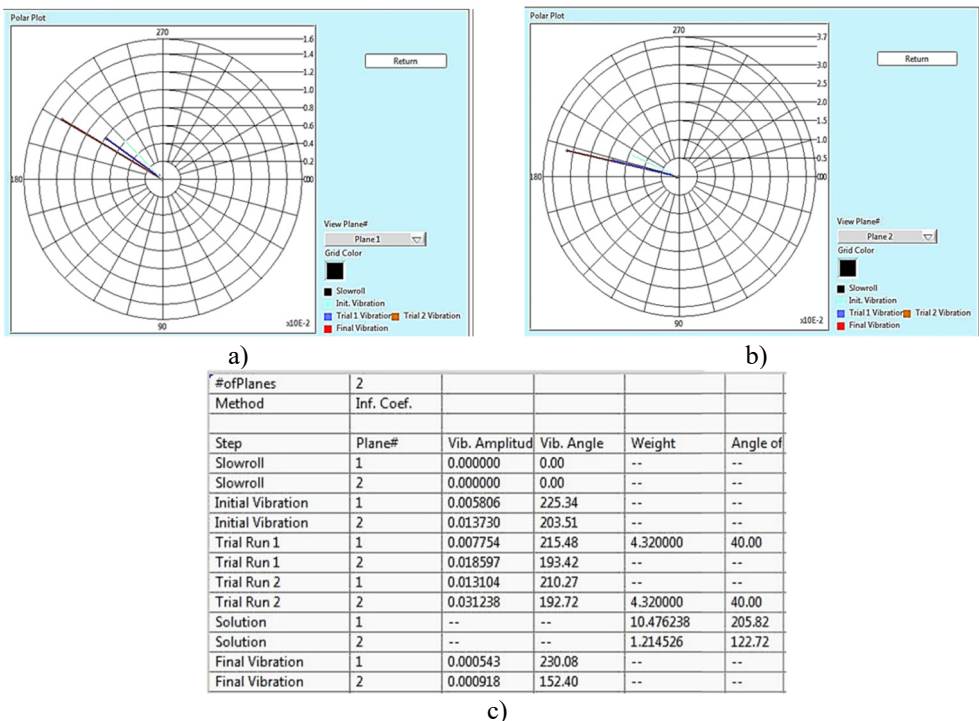 Polar Plot
270
1.6
1.4
1.2
1.0
0.8
0.6
0.4
0.2
180
90
x10E-2
Return
View Plane#
Plane 1
Grid Color
Slowroll
Init. Vibration
Trial 1 Vibration Trial 2 Vibration
Final Vibration
a)
Polar Plot
270
3.7
3.0
2.5
2.0
1.5
1.0
0.5
180
90
x10E-2
Return
View Plane#
Plane 2
Grid Color
Slowroll
Init. Vibration
Trial 1 Vibration Trial 2 Vibration
Final Vibration
b)
#ofPlanes 2
Method Inf. Coef.
Step Plane# Vib. Amplitud Vib. Angle Weight Angle of
Slowroll 1 0.000000 0.00 -- --
Slowroll 2 0.000000 0.00 -- --
Initial Vibration 1 0.005806 225.34 -- --
Initial Vibration 2 0.013730 203.51 -- --
Trial Run 1 1 0.007754 215.48 4.320000 40.00
Trial Run 1 2 0.018597 193.42 -- --
Trial Run 2 1 0.013104 210.27 -- --
Trial Run 2 2 0.031238 192.72 4.320000 40.00
Solution 1 -- -- 10.476238 205.82
Solution 2 -- -- 1.214526 122.72
Final Vibration 1 0.000543 230.08 -- --
Final Vibration 2 0.000918 152.40 -- --
c)